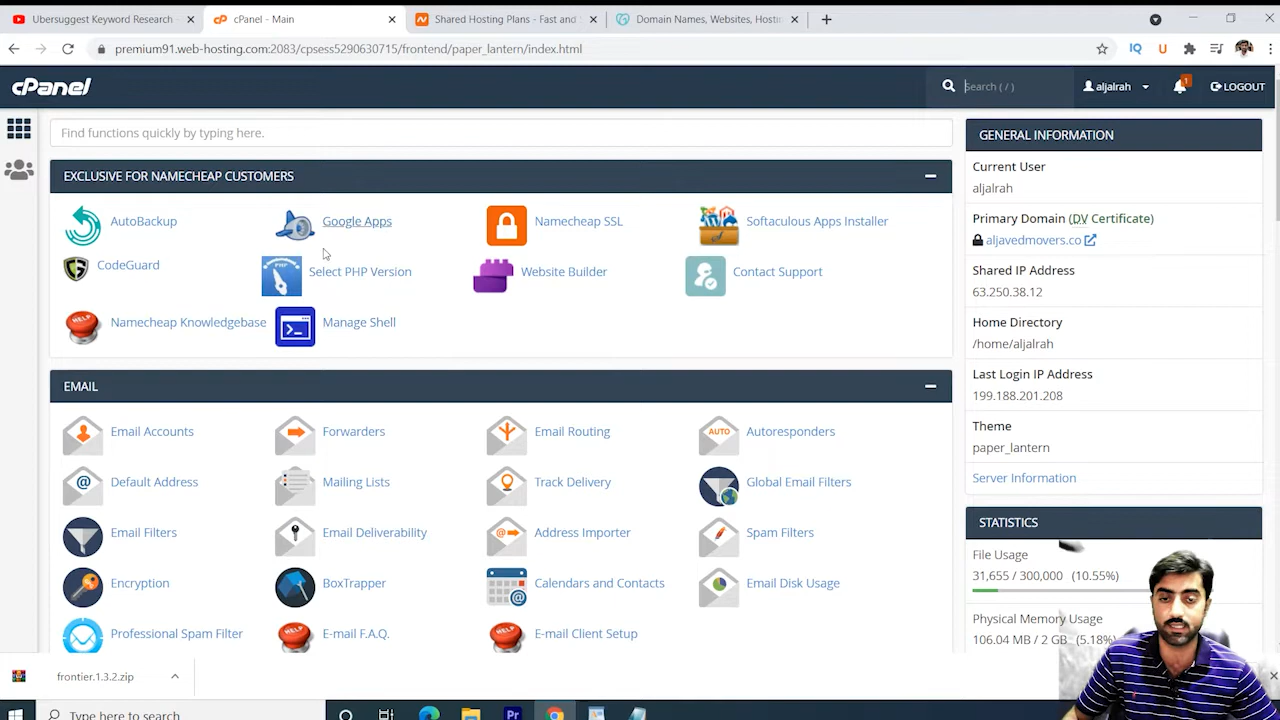 Ubersuggest Keyword Research
cPanel - Main
Shared Hosting Plans - Fast and
Domain Names, Websites, Hostin
premium91.web-hosting.com:2083/cpsess5290630715/frontend/paper_lantern/index.html
IQ
U
cPanel
Search ( / )
aljalrah
1
LOGOUT
Find functions quickly by typing here.
EXCLUSIVE FOR NAMECHEAP CUSTOMERS
AutoBackup
Google Apps
Namecheap SSL
Softaculous Apps Installer
CodeGuard
PHP
Select PHP Version
Website Builder
Contact Support
HELP
Namecheap Knowledgebase
Manage Shell
EMAIL
Email Accounts
Forwarders
Email Routing
AUTO
Autoresponders
Default Address
Mailing Lists
Track Delivery
Global Email Filters
Email Filters
Email Deliverability
Address Importer
Spam Filters
Encryption
BoxTrapper
Calendars and Contacts
Email Disk Usage
Professional Spam Filter
HELP
E-mail F.A.Q.
HELP
E-mail Client Setup
GENERAL INFORMATION
Current User
aljalrah
Primary Domain (DV Certificate)
aljavedmovers.co
Shared IP Address
63.250.38.12
Home Directory
/home/aljalrah
Last Login IP Address
199.188.201.208
Theme
paper_lantern
Server Information
STATISTICS
File Usage
31,655 / 300,000 (10.55%)
Physical Memory Usage
106.04 MB / 2 GB (5.18%)
frontier.1.3.2.zip
Type here to search
Pr